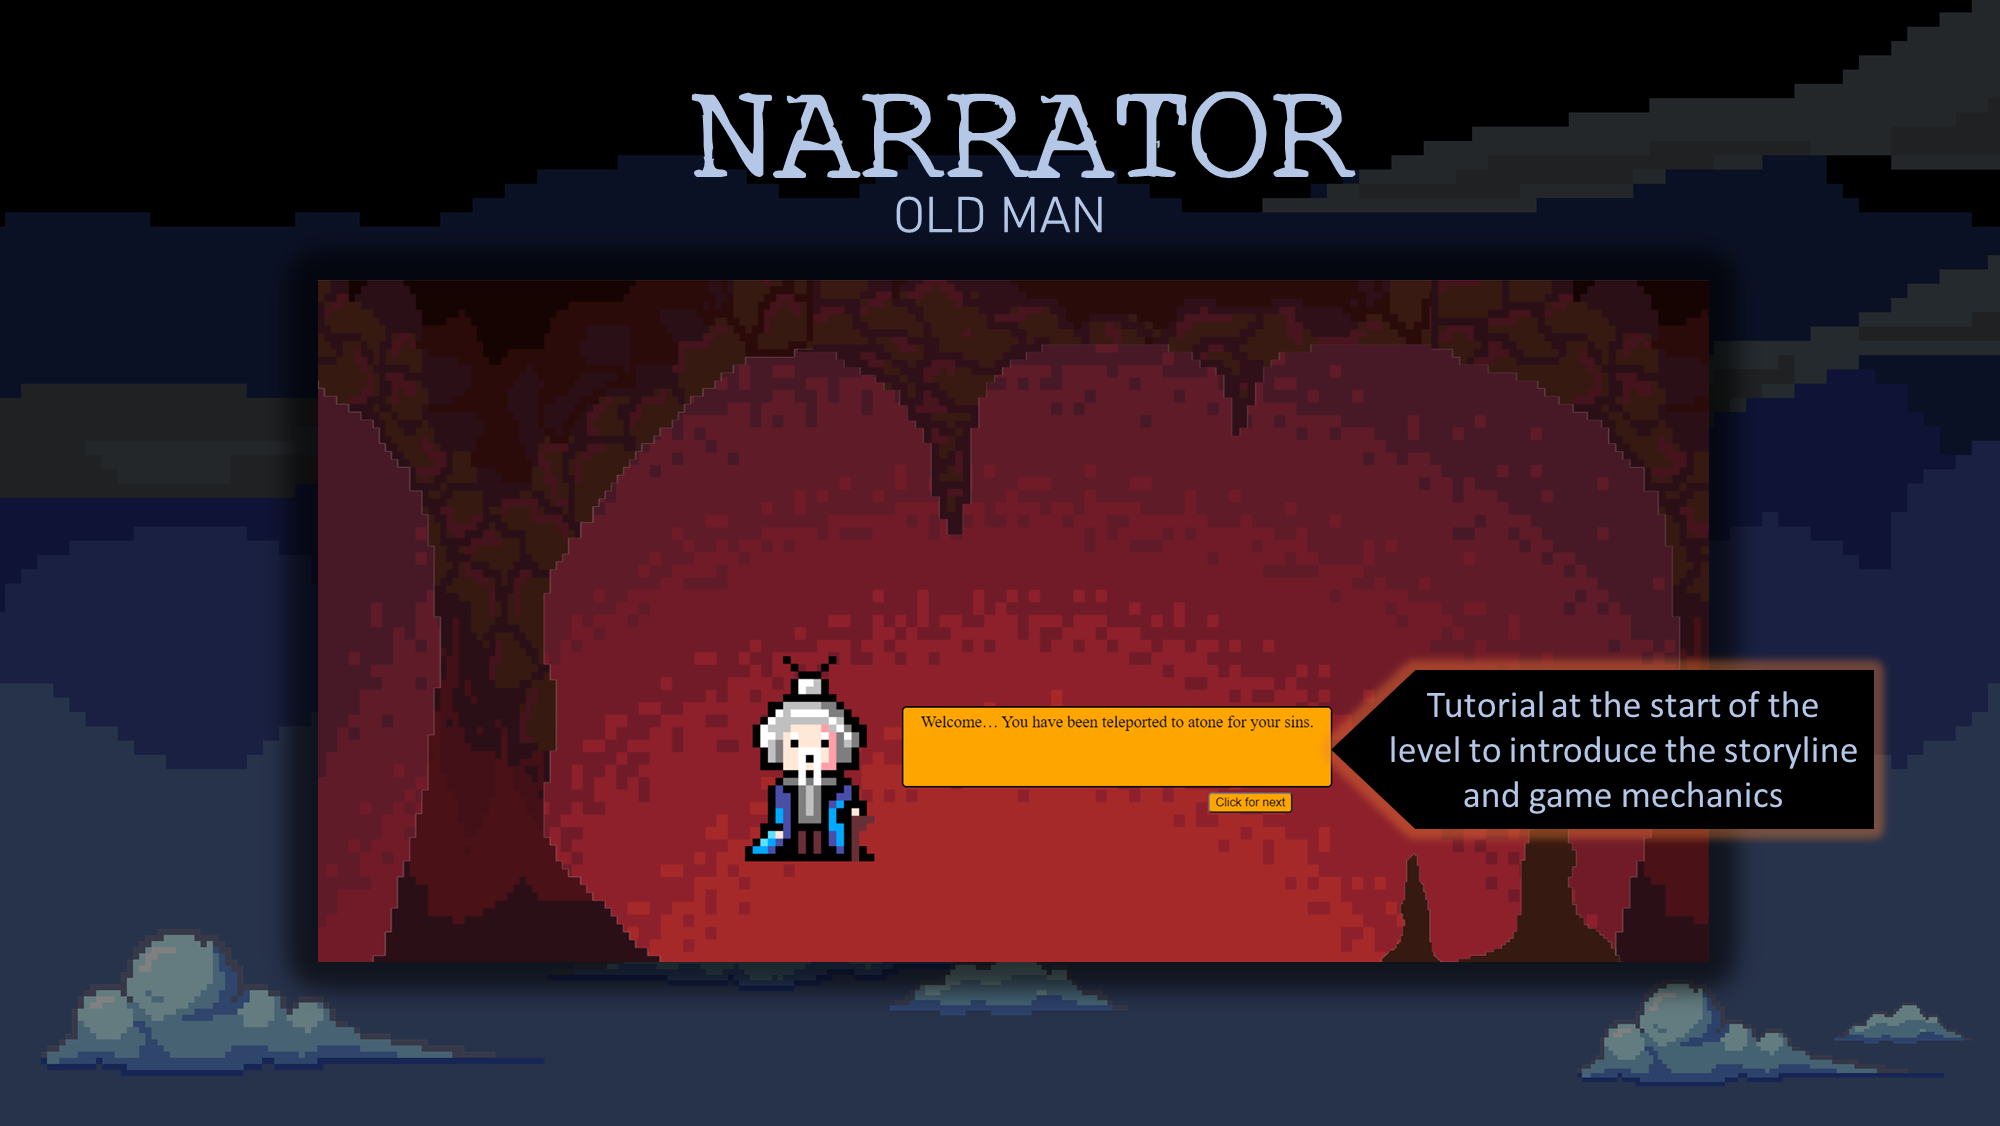 NARRATOR
OLD MAN
Welcome... You have been teleported to atone for your sins.
Click for next
Tutorial at the start of the
level to introduce the storyline
and game mechanics